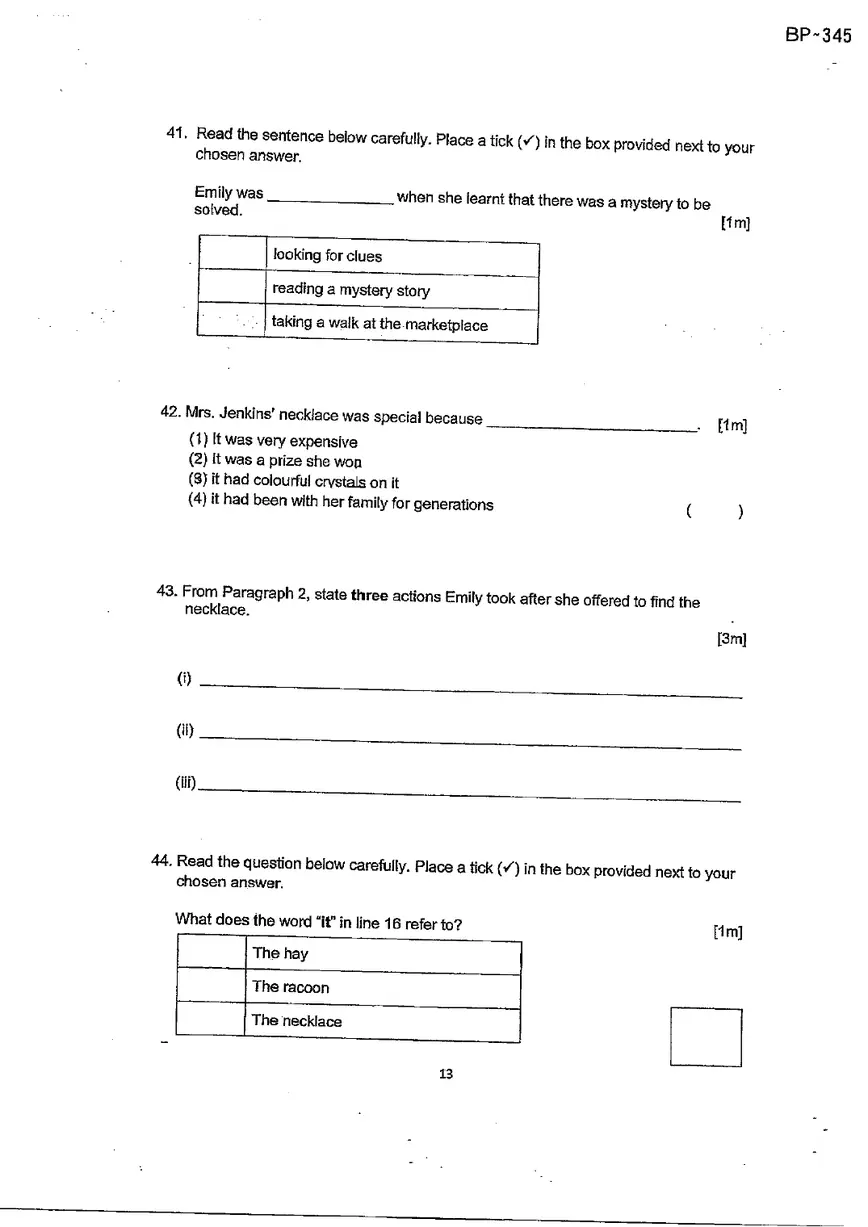 BP~345
41. Read the sentence below carefully. Place a tick (✓) in the box provided next to your
chosen answer.
Emily was ______________ when she learnt that there was a mystery to be
solved.
[1m]
looking for clues
reading a mystery story
taking a walk at the marketplace
42. Mrs. Jenkins' necklace was special because ________________________. [1m]
(1) it was very expensive
(2) it was a prize she won
(3) it had colourful crystals on it
(4) it had been with her family for generations
( )
43. From Paragraph 2, state three actions Emily took after she offered to find the
necklace.
[3m]
(i) ______________________________
(ii) ______________________________
(iii) ______________________________
44. Read the question below carefully. Place a tick (✓) in the box provided next to your
chosen answer.
What does the word "it" in line 16 refer to?
[1m]
The hay
The racoon
The necklace
13